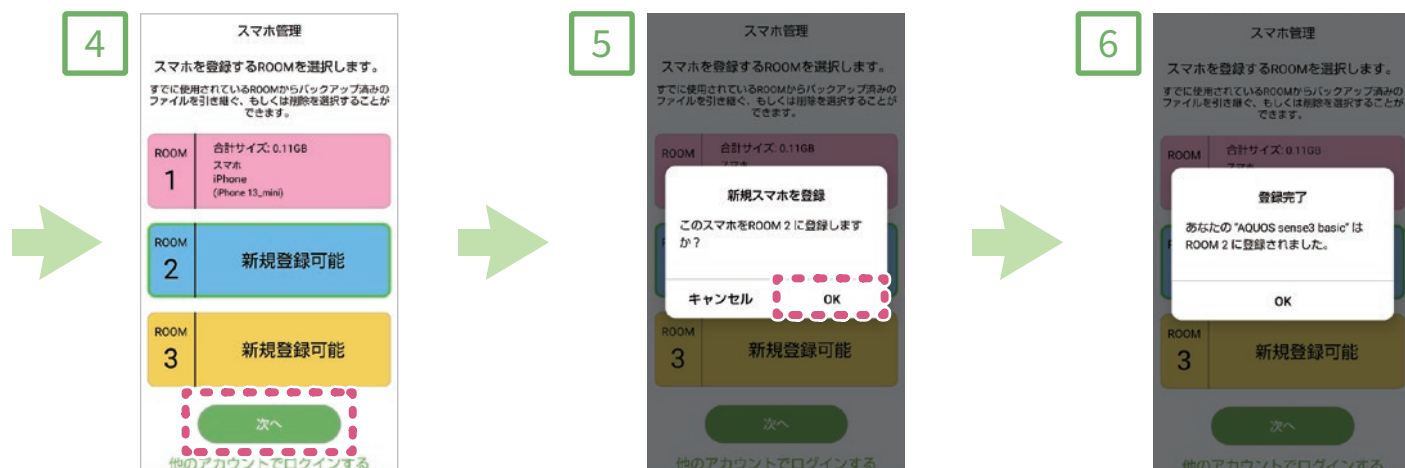 4
スマホ管理
スマホを登録するROOMを選択します。
すでに使用されているROOMからバックアップ済みの
ファイルを引き継ぐ、もしくは削除を選択することが
できます。
ROOM
1
合計サイズ: 0.11GB
スマホ
iPhone
(iPhone 13_mini)
ROOM
2
新規登録可能
ROOM
3
新規登録可能
次へ
他のアカウントでログインする
5
スマホ管理
スマホを登録するROOMを選択します。
すでに使用されているROOMからバックアップ済みの
ファイルを引き継ぐ、もしくは削除を選択することが
できます。
ROOM
合計サイズ: 0.11GB
スマホ
新規スマホを登録
このスマホをROOM 2 に登録します
か？
キャンセル
OK
ROOM
3
新規登録可能
次へ
他のアカウントでログインする
6
スマホ管理
スマホを登録するROOMを選択します。
すでに使用されているROOMからバックアップ済みの
ファイルを引き継ぐ、もしくは削除を選択することが
できます。
ROOM
合計サイズ: 0.11GB
スマホ
登録完了
あなたの "AQUOS sense3 basic" は
ROOM 2 に登録されました。
OK
ROOM
3
新規登録可能
次へ
他のアカウントでログインする